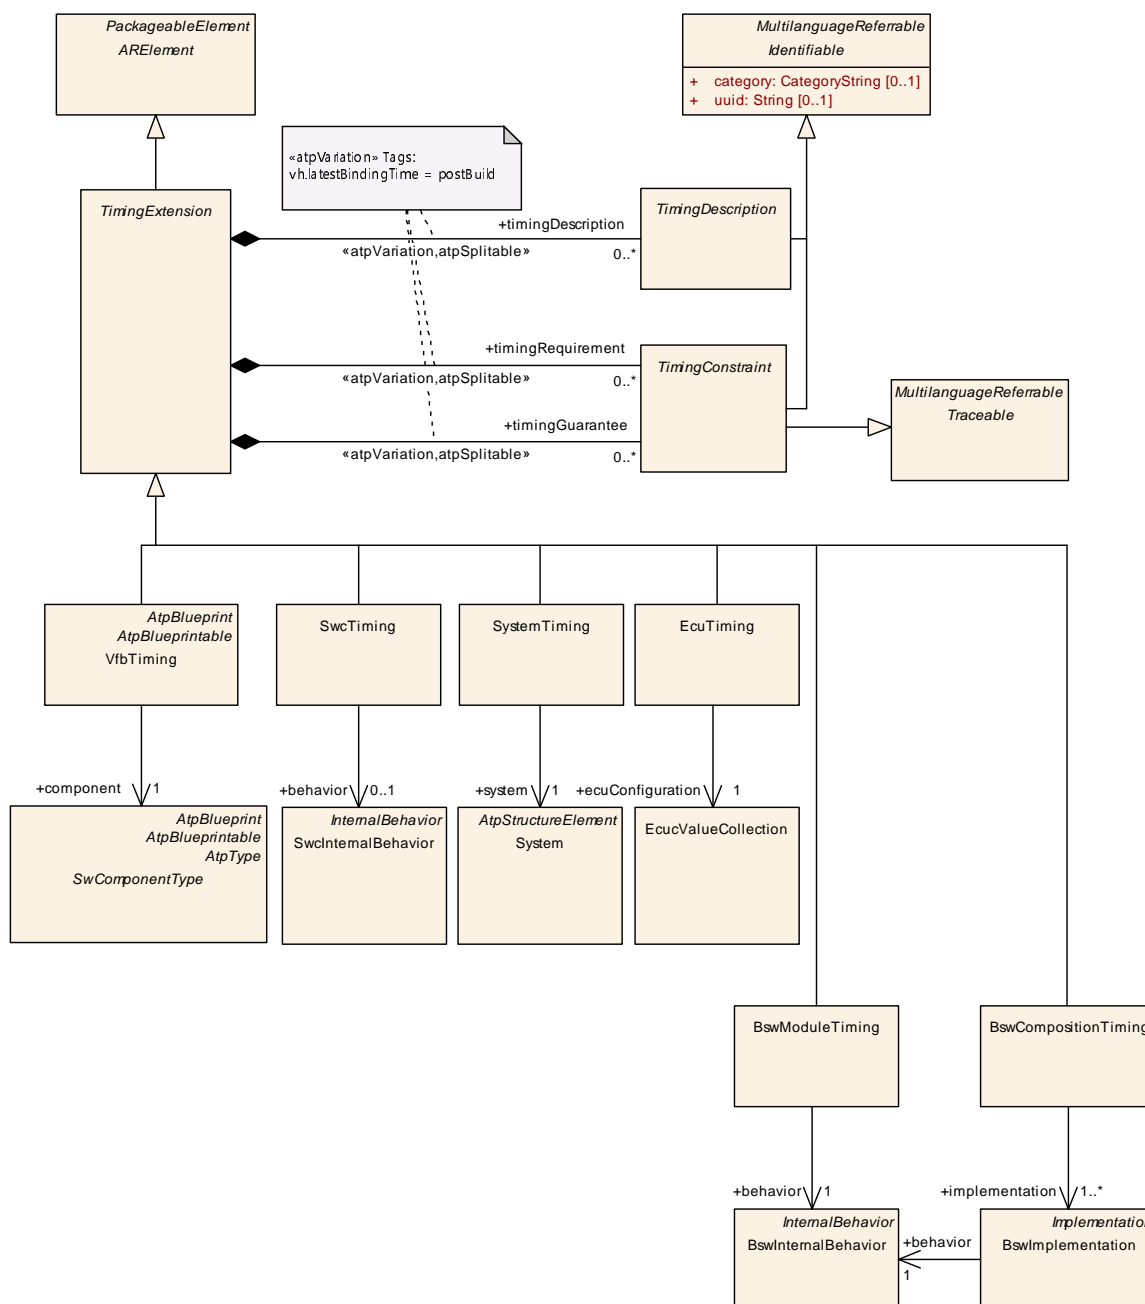 PackageableElement
ARElement
MultilanguageReferrable
Identifiable
+ category: CategoryString [0..1]
+ uuid: String [0..1]
«atpVariation» Tags:
vh.latestBindingTime = postBuild
TimingExtension
+timingDescription
«atpVariation,atpSplitable»
0..*
TimingDescription
+timingRequirement
«atpVariation,atpSplitable»
0..*
TimingConstraint
+timingGuarantee
«atpVariation,atpSplitable»
0..*
MultilanguageReferrable
Traceable
AtpBlueprint
AtpBlueprintable
VfbTiming
SwcTiming
SystemTiming
EcuTiming
+component 1
+behavior 0..1
+system 1
+ecuConfiguration 1
AtpBlueprint
AtpBlueprintable
AtpType
SwComponentType
InternalBehavior
SwcInternalBehavior
AtpStructureElement
System
EcucValueCollection
BswModuleTiming
BswCompositionTiming
+behavior 1
+implementation 1..*
InternalBehavior
BswInternalBehavior
+behavior
1
Implementatio
BswImplementation